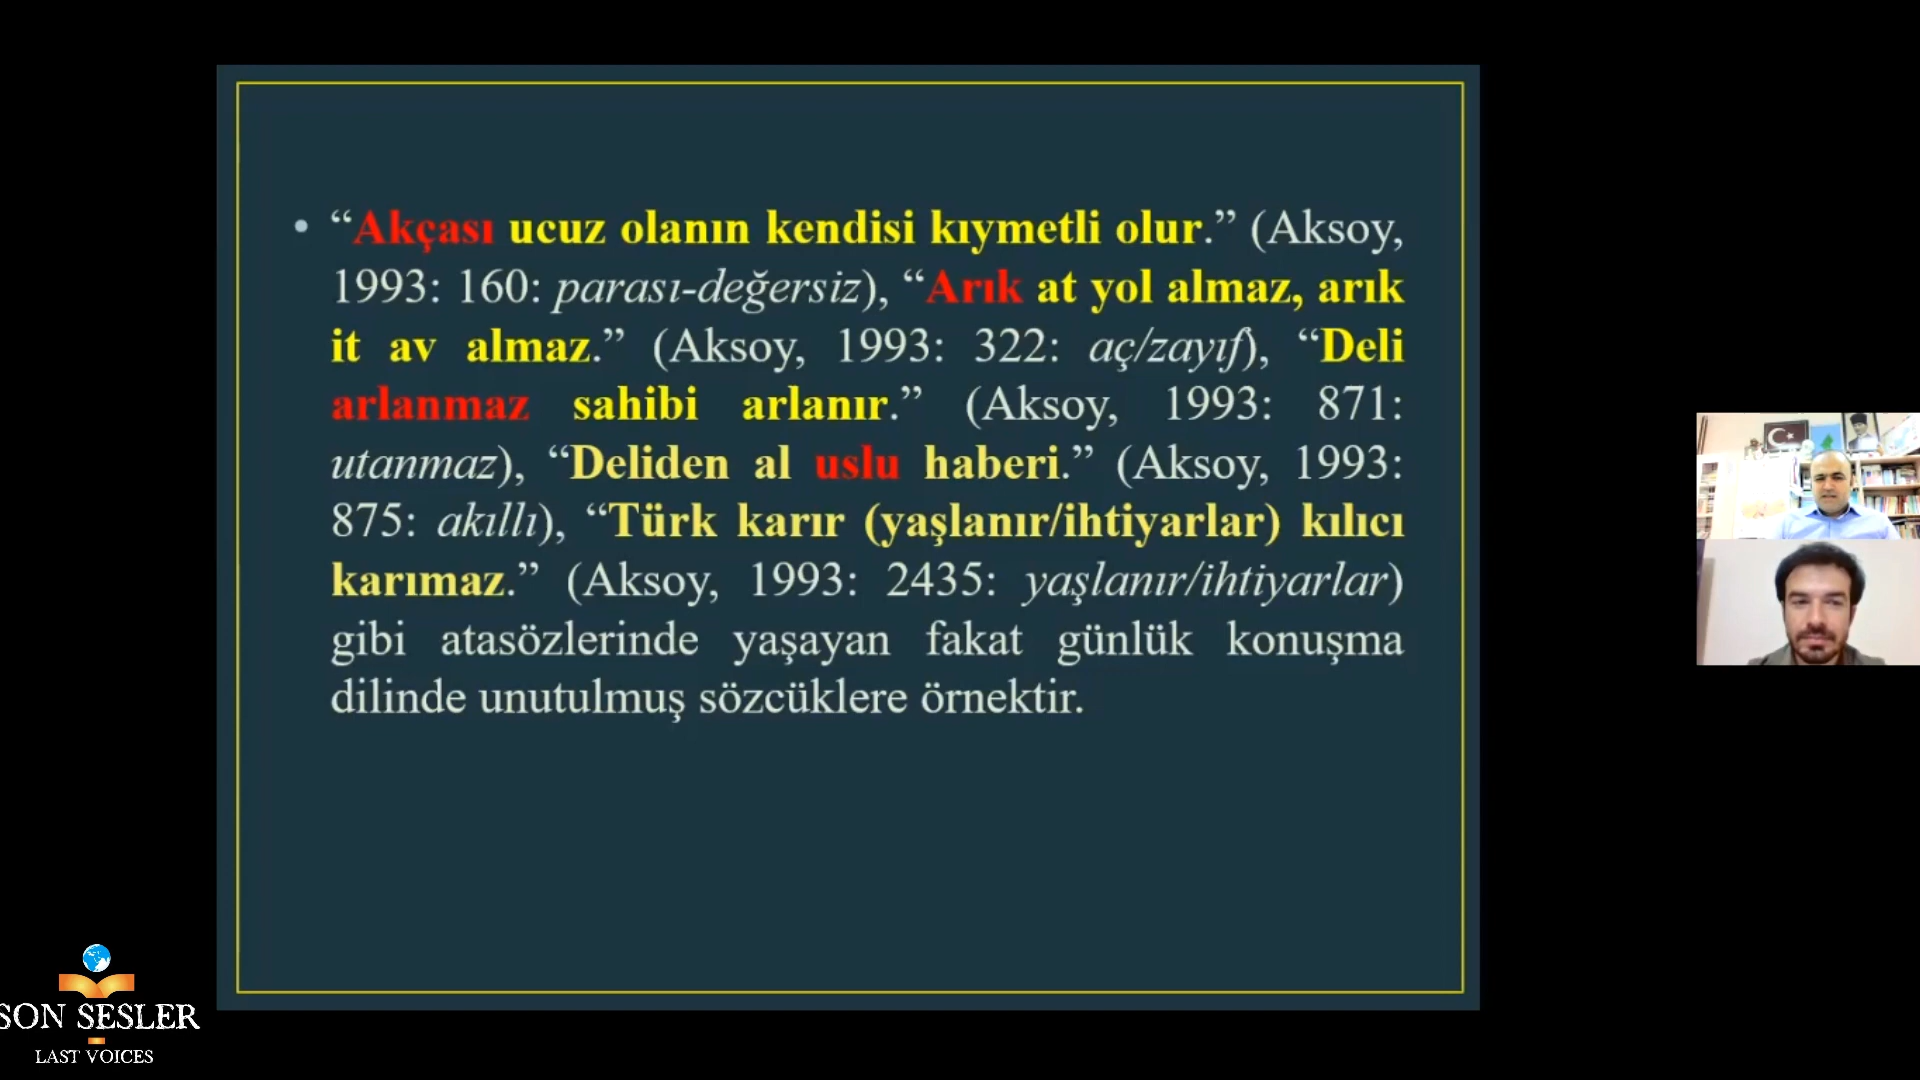 • “Akçası ucuz olanın kendisi kıymetli olur.” (Aksoy,
1993: 160: parası-değersiz), “Arık at yol almaz, arık
it av almaz.” (Aksoy, 1993: 322: aç/zayıf), “Deli
arlanmaz sahibi arlanır.” (Aksoy, 1993: 871:
utanmaz), “Deliden al uslu haberi.” (Aksoy, 1993:
875: akıllı), “Türk karır (yaşlanır/ihtiyarlar) kılıcı
karımaz.” (Aksoy, 1993: 2435: yaşlanır/ihtiyarlar)
gibi atasözlerinde yaşayan fakat günlük konuşma
dilinde unutulmuş sözcüklere örnektir.
SON SESLER
LAST VOICES